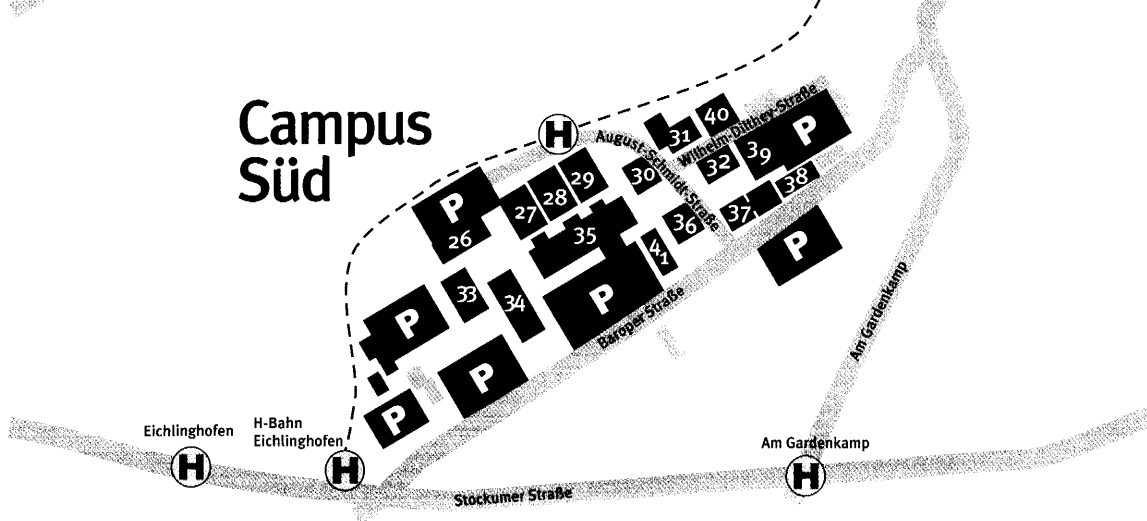 Campus
Süd
H
August-Schmidt-Straße
Wilhelm-Dilthey-Straße
31
40
P
39
32
30
38
29
28
27
P
26
37
36
35
41
P
33
34
P
P
Baroper Straße
P
P
Am Gardenkamp
Eichlinghofen
H
H-Bahn
Eichlinghofen
H
Am Gardenkamp
H
Stockumer Straße